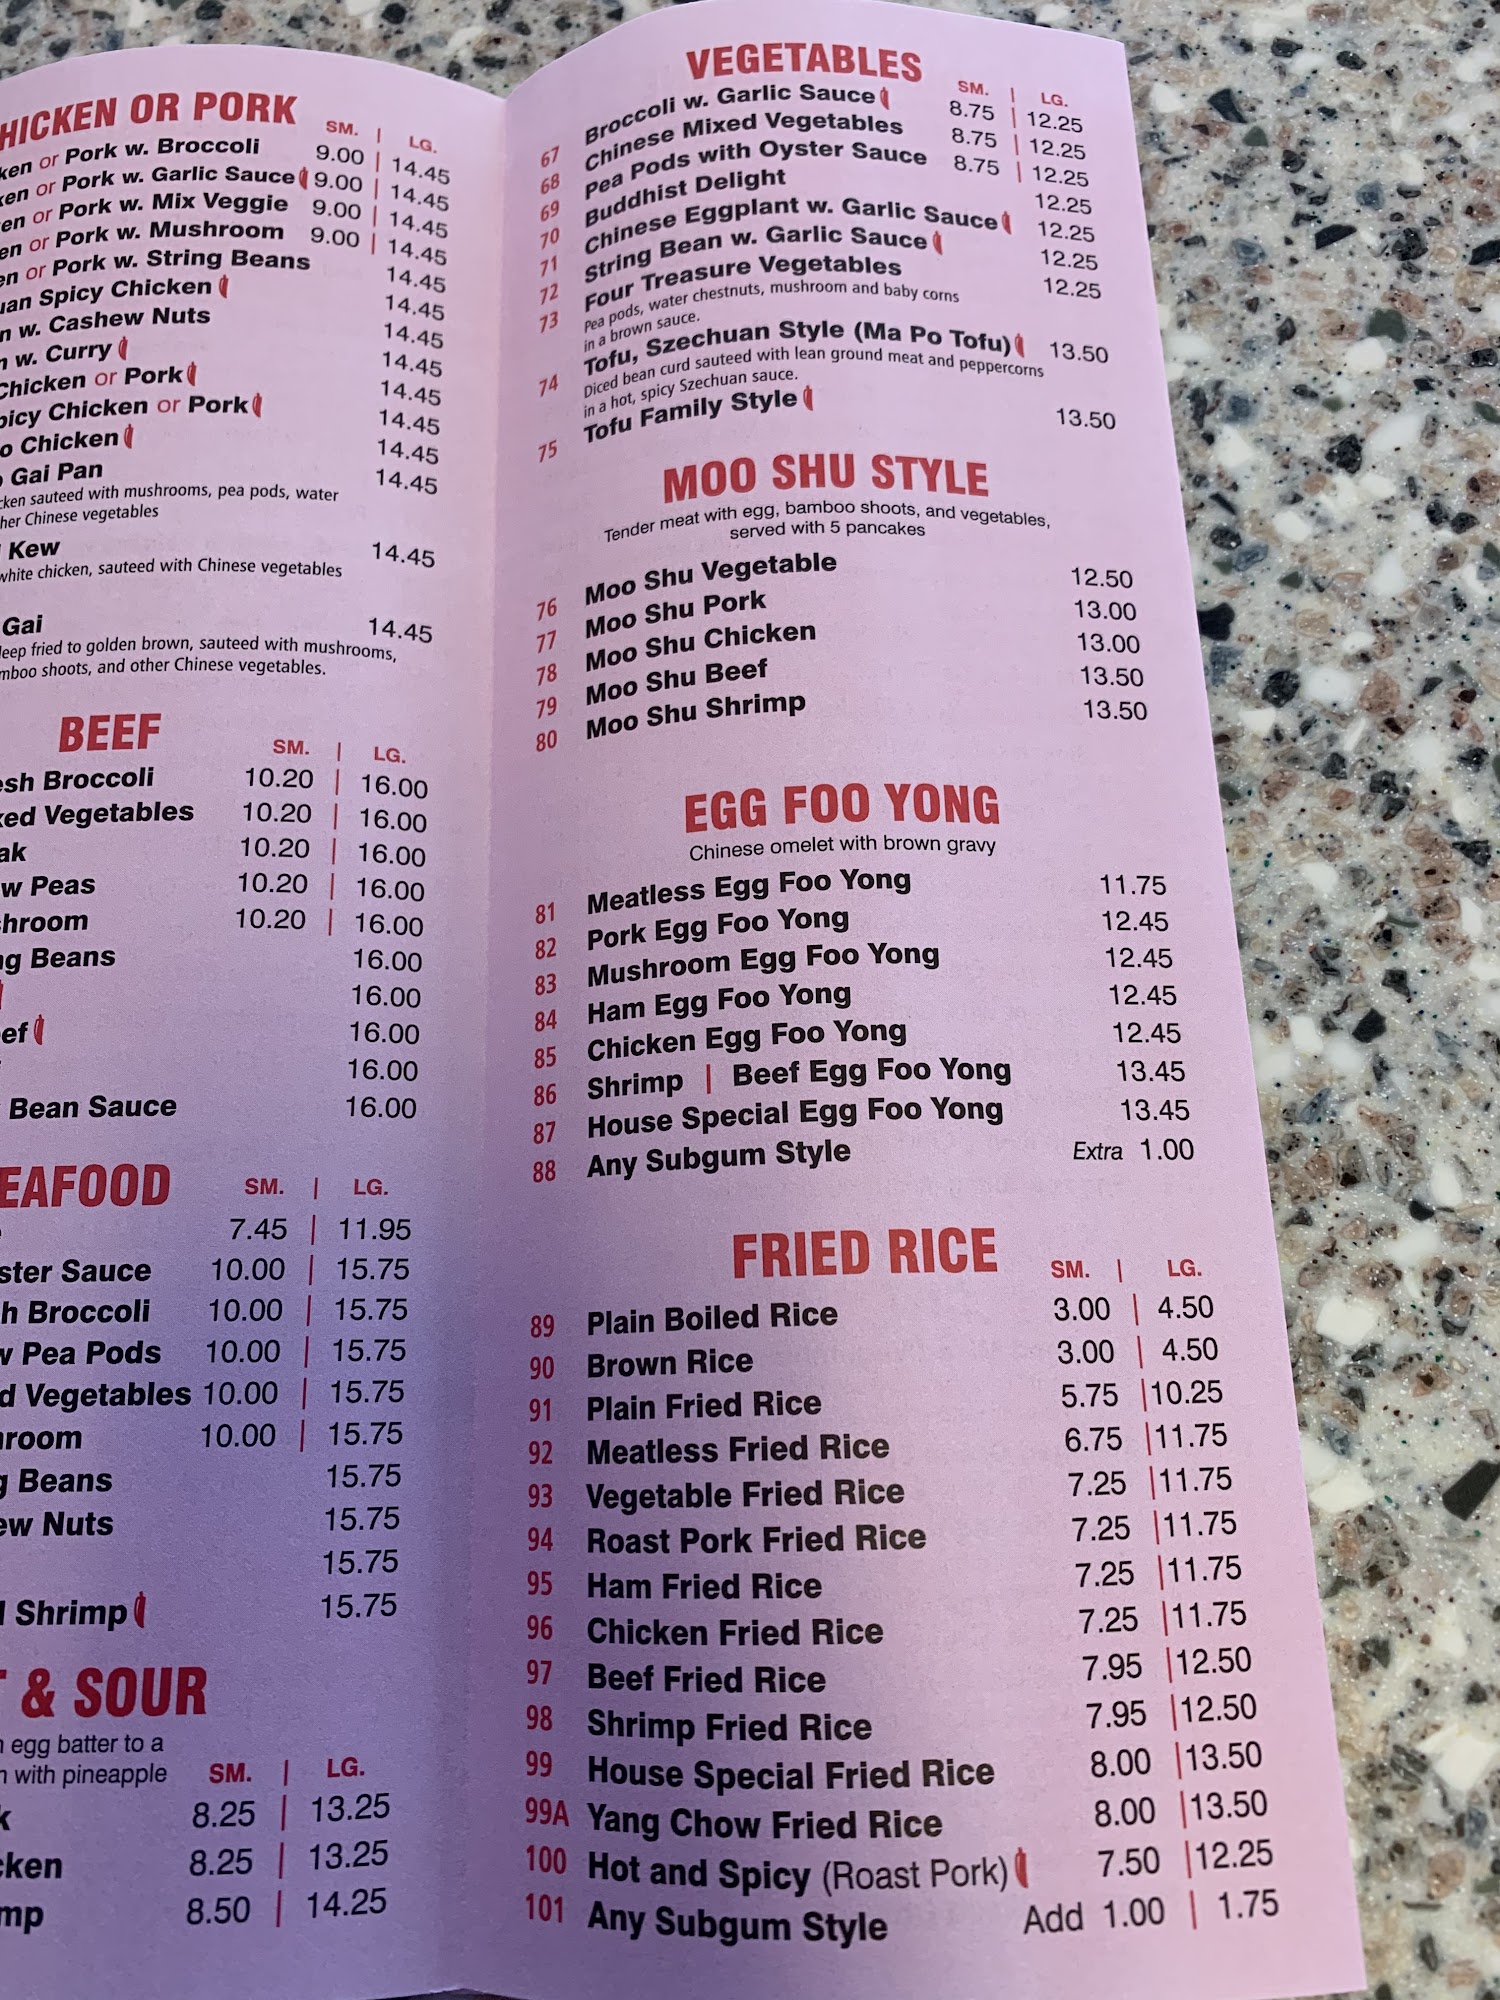 CHICKEN OR PORK
SM. | LG.
or Pork w. Broccoli 9.00 | 14.45
or Pork w. Garlic Sauce 9.00 | 14.45
or Pork w. Mix Veggie 9.00 | 14.45
or Pork w. Mushroom 9.00 | 14.45
or Pork w. String Beans 14.45
Spicy Chicken 14.45
w. Cashew Nuts 14.45
w. Curry 14.45
Chicken or Pork 14.45
Chicken or Pork 14.45
Chicken 14.45
Gai Pan 14.45
sauteed with mushrooms, pea pods, water
Chinese vegetables
Kew 14.45
white chicken, sauteed with Chinese vegetables
Gai 14.45
deep fried to golden brown, sauteed with mushrooms,
bamboo shoots, and other Chinese vegetables.
BEEF
SM. | LG.
Broccoli 10.20 | 16.00
Vegetables 10.20 | 16.00
10.20 | 16.00
Peas 10.20 | 16.00
10.20 | 16.00
Beans 16.00
16.00
16.00
16.00
Bean Sauce 16.00
SEAFOOD
SM. | LG.
7.45 | 11.95
Sauce 10.00 | 15.75
Broccoli 10.00 | 15.75
Pea Pods 10.00 | 15.75
Vegetables 10.00 | 15.75
10.00 | 15.75
Beans 15.75
Nuts 15.75
15.75
Shrimp 15.75
& SOUR
egg batter to a
with pineapple
SM. | LG.
8.25 | 13.25
8.25 | 13.25
8.50 | 14.25
VEGETABLES
SM. | LG.
67 Broccoli w. Garlic Sauce 8.75 | 12.25
68 Chinese Mixed Vegetables 8.75 | 12.25
69 Pea Pods with Oyster Sauce 8.75 | 12.25
70 Buddhist Delight 12.25
71 Chinese Eggplant w. Garlic Sauce 12.25
72 String Bean w. Garlic Sauce 12.25
73 Four Treasure Vegetables 12.25
Pea pods, water chestnuts, mushroom and baby corns
in a brown sauce.
74 Tofu, Szechuan Style (Ma Po Tofu) 13.50
Diced bean curd sauteed with lean ground meat and peppercorns
in a hot, spicy Szechuan sauce.
75 Tofu Family Style 13.50
MOO SHU STYLE
Tender meat with egg, bamboo shoots, and vegetables,
served with 5 pancakes
76 Moo Shu Vegetable 12.50
77 Moo Shu Pork 13.00
78 Moo Shu Chicken 13.00
79 Moo Shu Beef 13.50
80 Moo Shu Shrimp 13.50
EGG FOO YONG
Chinese omelet with brown gravy
81 Meatless Egg Foo Yong 11.75
82 Pork Egg Foo Yong 12.45
83 Mushroom Egg Foo Yong 12.45
84 Ham Egg Foo Yong 12.45
85 Chicken Egg Foo Yong 12.45
86 Shrimp | Beef Egg Foo Yong 13.45
87 House Special Egg Foo Yong 13.45
88 Any Subgum Style Extra 1.00
FRIED RICE
SM. | LG.
89 Plain Boiled Rice 3.00 | 4.50
90 Brown Rice 3.00 | 4.50
91 Plain Fried Rice 5.75 | 10.25
92 Meatless Fried Rice 6.75 | 11.75
93 Vegetable Fried Rice 7.25 | 11.75
94 Roast Pork Fried Rice 7.25 | 11.75
95 Ham Fried Rice 7.25 | 11.75
96 Chicken Fried Rice 7.25 | 11.75
97 Beef Fried Rice 7.95 | 12.50
98 Shrimp Fried Rice 7.95 | 12.50
99 House Special Fried Rice 8.00 | 13.50
99A Yang Chow Fried Rice 8.00 | 13.50
100 Hot and Spicy (Roast Pork) 7.50 | 12.25
101 Any Subgum Style Add 1.00 | 1.75